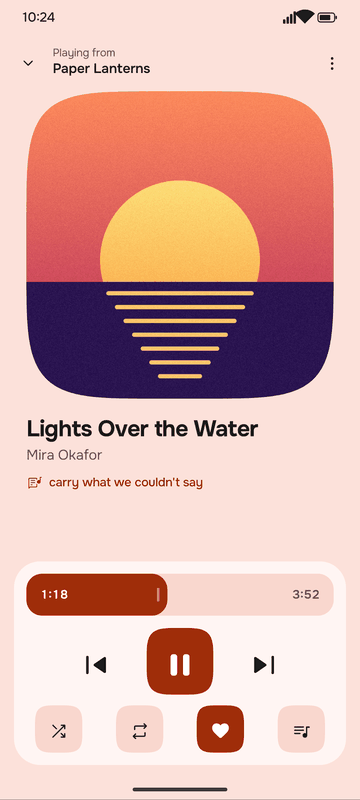 10:24
Playing from
Paper Lanterns
Lights Over the Water
Mira Okafor
carry what we couldn't say
1:18
3:52